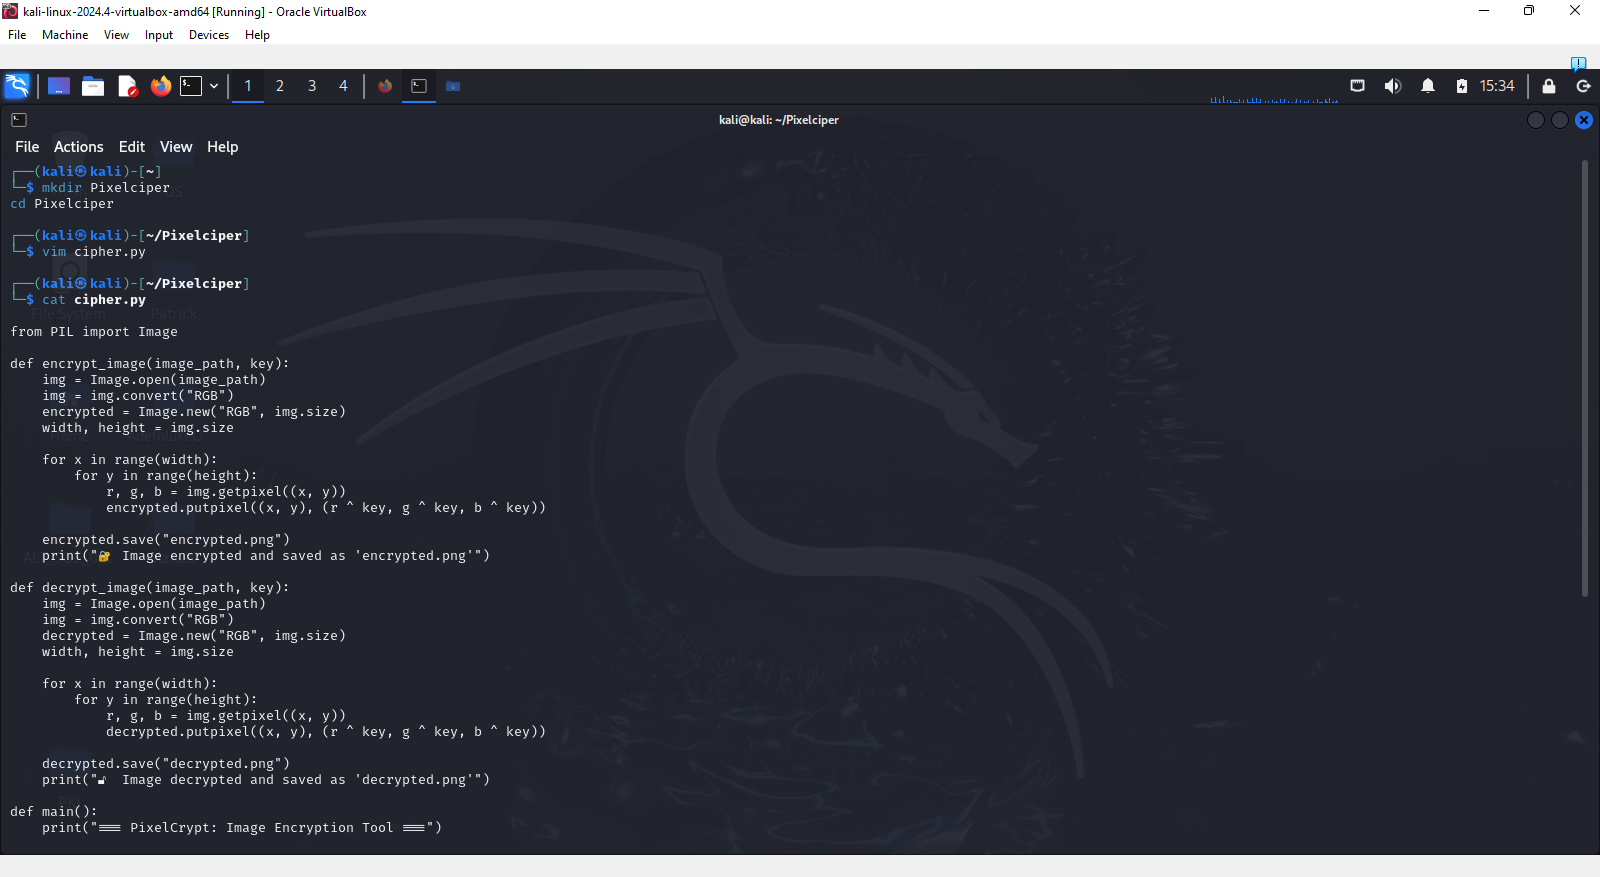 kali-linux-2024.4-virtualbox-amd64 [Running] - Oracle VirtualBox
File Machine View Input Devices Help
1 2 3 4 15:34
kali@kali: ~/Pixelciper
File Actions Edit View Help
┌──(kali㉿kali)-[~]
└─$ mkdir Pixelciper
cd Pixelciper
┌──(kali㉿kali)-[~/Pixelciper]
└─$ vim cipher.py
┌──(kali㉿kali)-[~/Pixelciper]
└─$ cat cipher.py
File System Patrick
from PIL import Image
def encrypt_image(image_path, key):
    img = Image.open(image_path)
    img = img.convert("RGB")
    encrypted = Image.new("RGB", img.size)
    width, height = img.size
Home
    for x in range(width):
        for y in range(height):
            r, g, b = img.getpixel((x, y))
            encrypted.putpixel((x, y), (r ^ key, g ^ key, b ^ key))
    encrypted.save("encrypted.png")
    print("🔐 Image encrypted and saved as 'encrypted.png'")
def decrypt_image(image_path, key):
    img = Image.open(image_path)
    img = img.convert("RGB")
    decrypted = Image.new("RGB", img.size)
    width, height = img.size
    for x in range(width):
        for y in range(height):
            r, g, b = img.getpixel((x, y))
            decrypted.putpixel((x, y), (r ^ key, g ^ key, b ^ key))
    decrypted.save("decrypted.png")
    print("🔓 Image decrypted and saved as 'decrypted.png'")
def main():
    print("=== PixelCrypt: Image Encryption Tool ===")